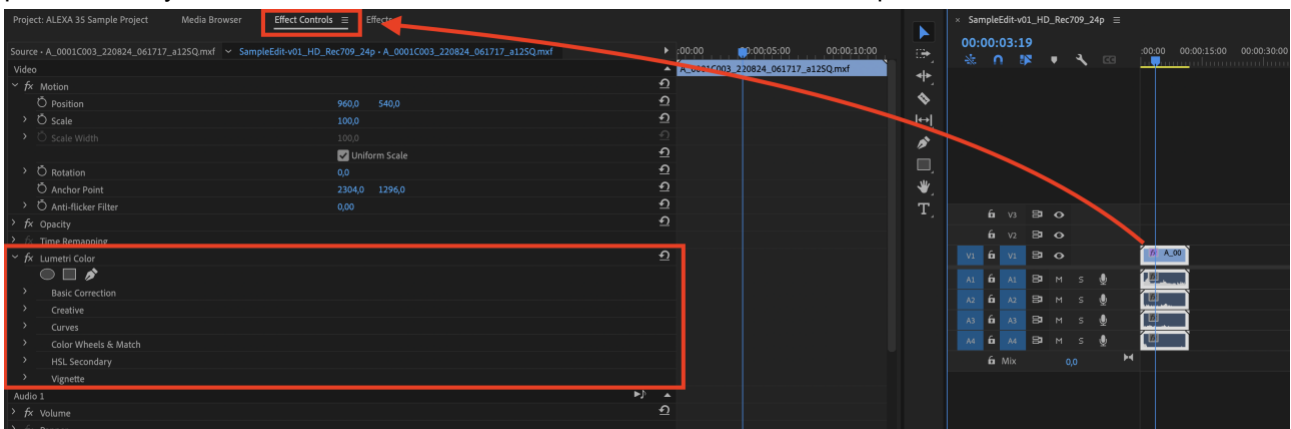 Project: ALEXA 35 Sample Project Media Browser Effect Controls Effects
Source • A_0001C003_220824_061717_a12SQ.mxf SampleEdit-v01_HD_Rec709_24p • A_0001C003_220824_061717_a12SQ.mxf
:00:00 00:00:05:00 00:00:10:00
Video
A_0001C003_220824_061717_a12SQ.mxf
fx Motion
Position 960,0 540,0
Scale 100,0
Scale Width 100,0
Uniform Scale
Rotation 0,0
Anchor Point 2304,0 1296,0
Anti-flicker Filter 0,00
fx Opacity
fx Time Remapping
fx Lumetri Color
Basic Correction
Creative
Curves
Color Wheels & Match
HSL Secondary
Vignette
Audio 1
fx Volume
T
× SampleEdit-v01_HD_Rec709_24p
00:00:03:19
:00:00 00:00:15:00 00:00:30:00
CC
V3
V2
V1 V1 fx A_00
A1 A1 M S
A2 A2 M S
A3 A3 M S
A4 A4 M S
Mix 0,0